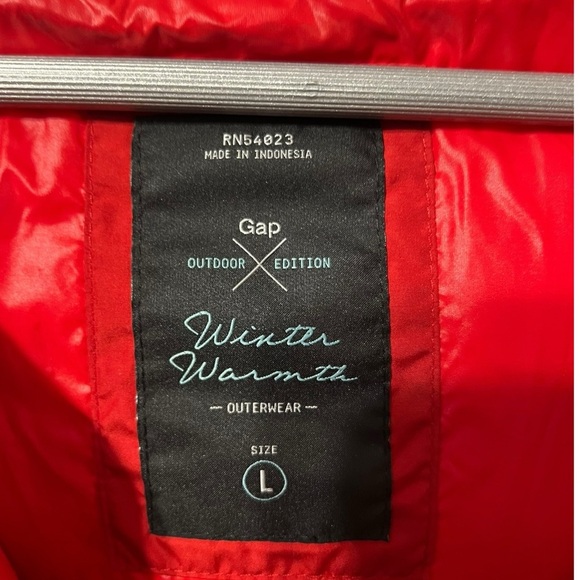 RN54023
MADE IN INDONESIA
Gap
OUTDOOR EDITION
Winter
Warmth
— OUTERWEAR —
SIZE
L